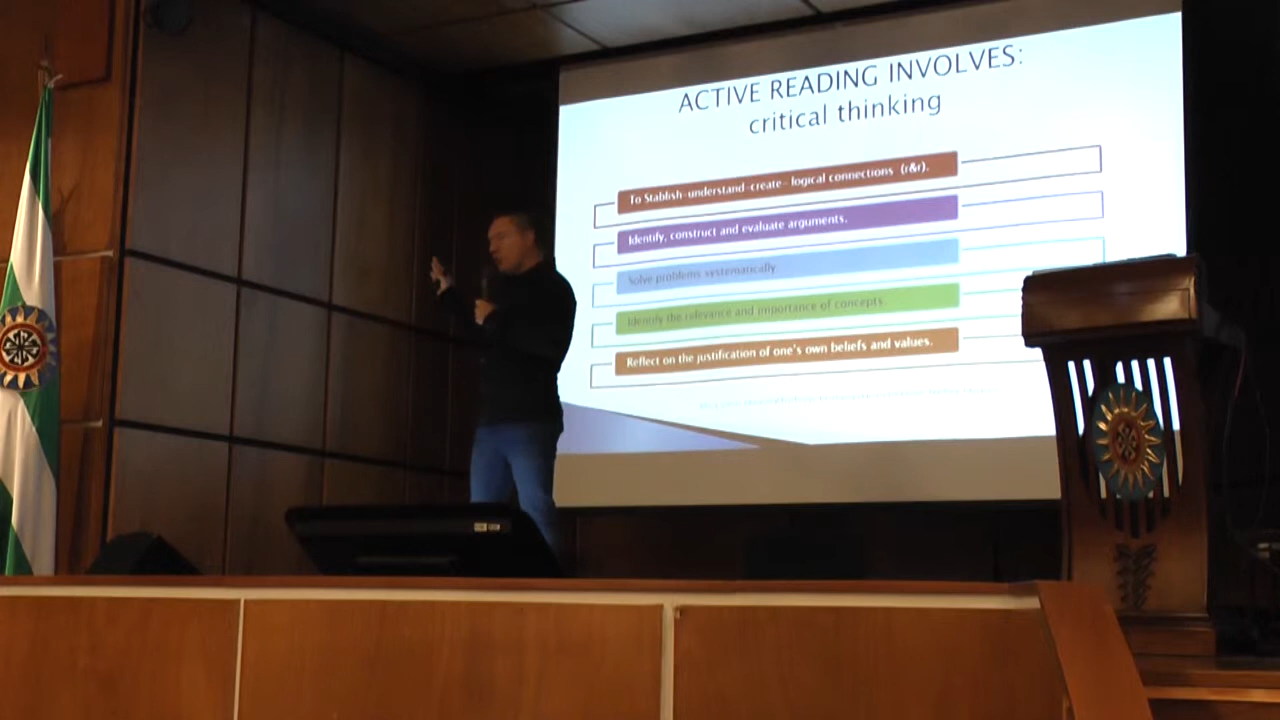 ACTIVE READING INVOLVES:
critical thinking
To Stablish-understand-create- logical connections (r&r).
Identify, construct and evaluate arguments.
Solve problems systematically
Identify the relevance and importance of concepts.
Reflect on the justification of one's own beliefs and values.